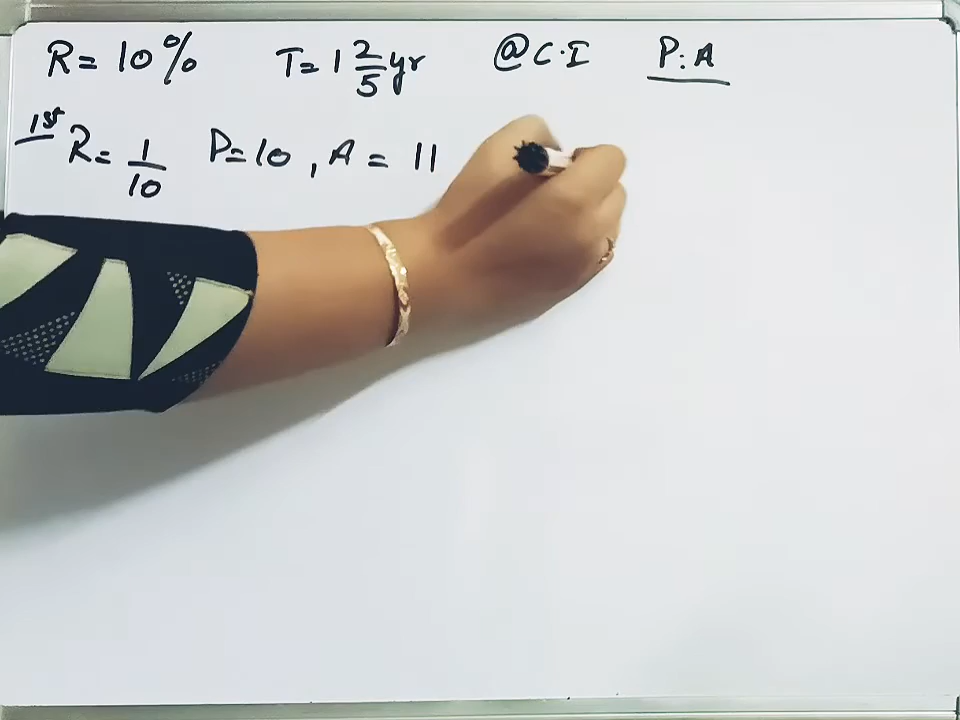 R= 10% T= 1 2/5 yr @C.I P:A
1st R= 1/10 P=10, A = 11